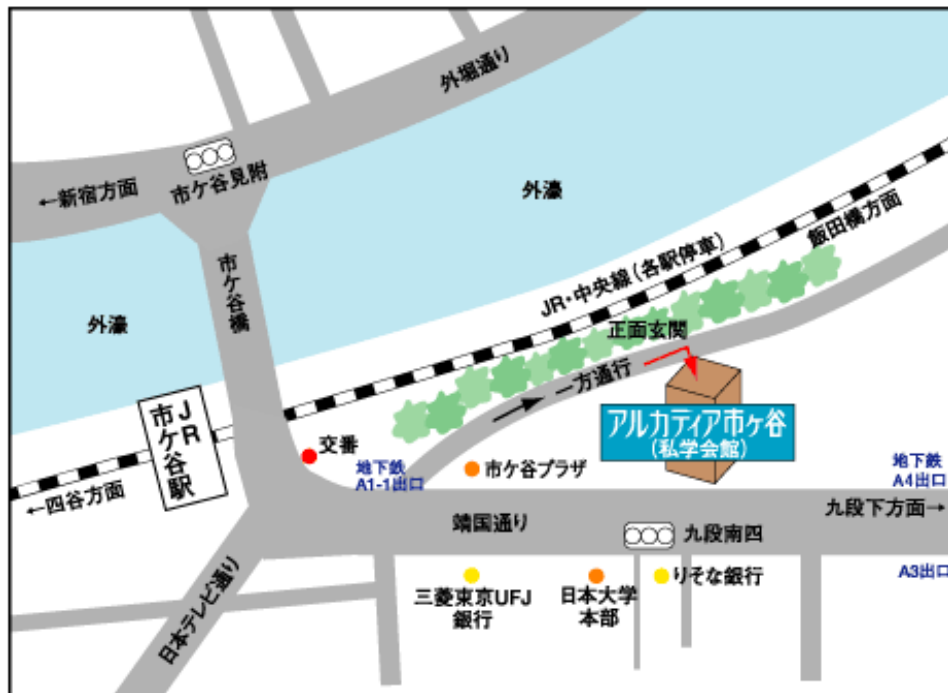 外堀通り
←新宿方面
市ケ谷見附
外濠
飯田橋方面
市ケ谷橋
JR・中央線(各駅停車)
外濠
正面玄関
一方通行
JR
市ケ谷駅
アルカディア市ヶ谷
(私学会館)
交番
地下鉄
A1-1出口
市ケ谷プラザ
地下鉄
A4出口
←四谷方面
九段下方面→
靖国通り
九段南四
日本テレビ通り
三菱東京UFJ
銀行
日本大学
本部
りそな銀行
A3出口